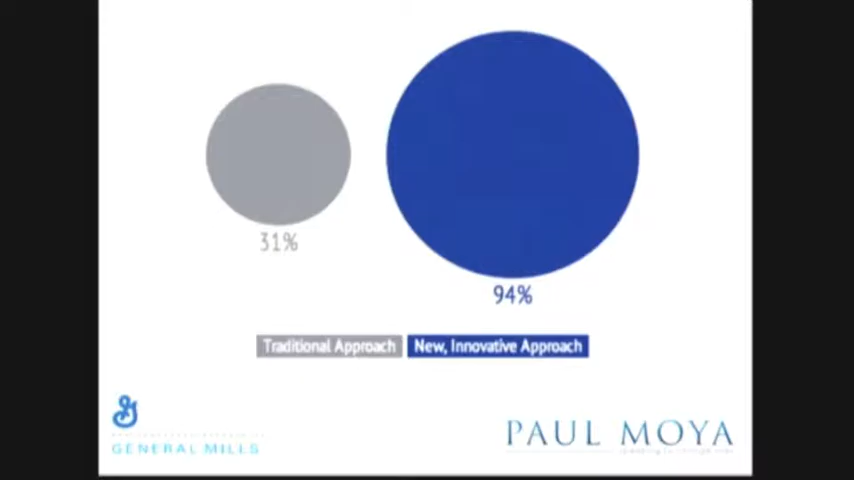 31%
94%
Traditional Approach
New, Innovative Approach
GENERAL MILLS
PAUL MOYA